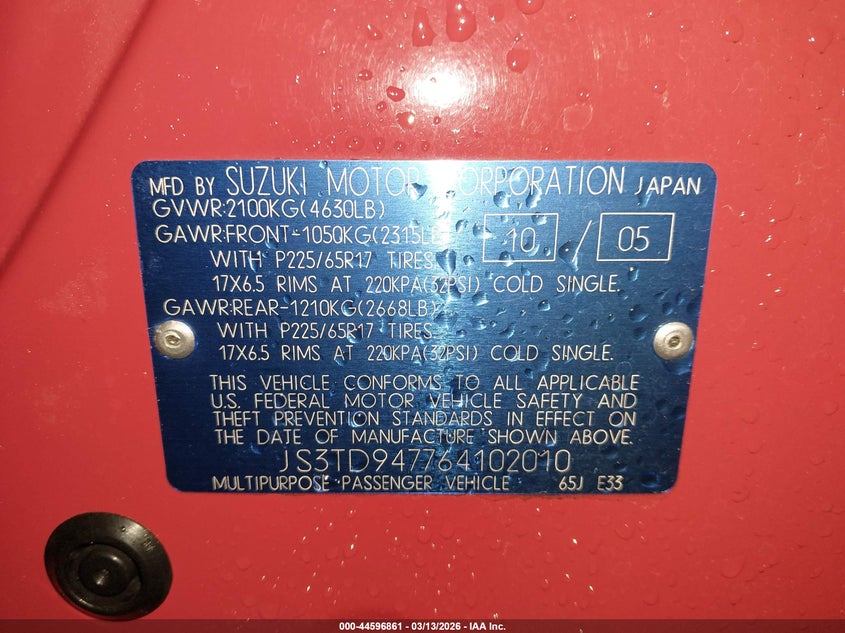 MFD BY SUZUKI MOTOR CORPORATION JAPAN
GVWR:2100KG(4630LB)
GAWR:FRONT-1050KG(2315LB 10 / 05
WITH P225/65R17 TIRES.
17X6.5 RIMS AT 220KPA(32PSI) COLD SINGLE.
GAWR:REAR-1210KG(2668LB)
WITH P225/65R17 TIRES
17X6.5 RIMS AT 220KPA(32PSI) COLD SINGLE.
THIS VEHICLE CONFORMS TO ALL APPLICABLE
U.S. FEDERAL MOTOR VEHICLE SAFETY AND
THEFT PREVENTION STANDARDS IN EFFECT ON
THE DATE OF MANUFACTURE SHOWN ABOVE.
JS3TD947764102010
MULTIPURPOSE PASSENGER VEHICLE 65J E33
000-44596861 — 03/13/2026 — IAA Inc.